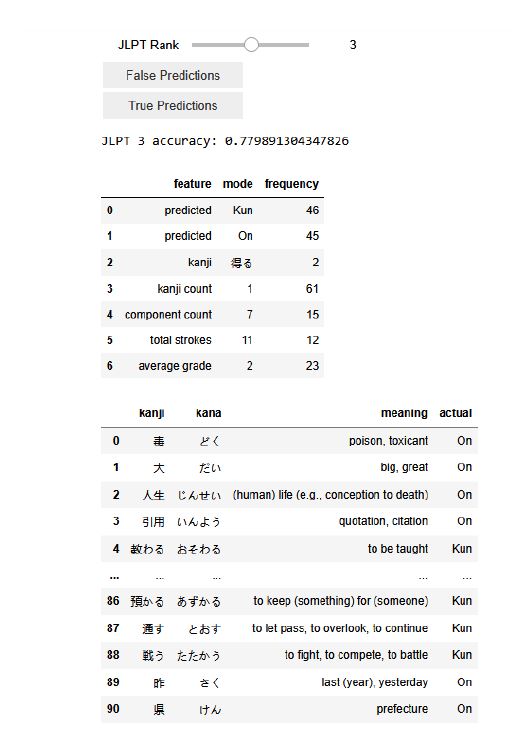 JLPT Rank 3
False Predictions
True Predictions
JLPT 3 accuracy: 0.779891304347826
feature mode frequency
0 predicted Kun 46
1 predicted On 45
2 kanji 得る 2
3 kanji count 1 61
4 component count 7 15
5 total strokes 11 12
6 average grade 2 23
kanji kana meaning actual
0 毒 どく poison, toxicant On
1 大 だい big, great On
2 人生 じんせい (human) life (e.g., conception to death) On
3 引用 いんよう quotation, citation On
4 教わる おそわる to be taught Kun
... ... ... ... ...
86 預かる あずかる to keep (something) for (someone) Kun
87 通す とおす to let pass, to overlook, to continue Kun
88 戦う たたかう to fight, to compete, to battle Kun
89 昨 さく last (year), yesterday On
90 県 けん prefecture On